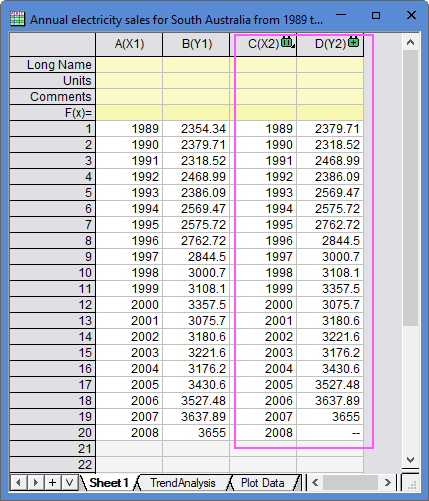 Annual electricity sales for South Australia from 1989 t...
A(X1) B(Y1) C(X2) D(Y2)
Long Name
Units
Comments
F(x)=
1 1989 2354.34 1989 2379.71
2 1990 2379.71 1990 2318.52
3 1991 2318.52 1991 2468.99
4 1992 2468.99 1992 2386.09
5 1993 2386.09 1993 2569.47
6 1994 2569.47 1994 2575.72
7 1995 2575.72 1995 2762.72
8 1996 2762.72 1996 2844.5
9 1997 2844.5 1997 3000.7
10 1998 3000.7 1998 3108.1
11 1999 3108.1 1999 3357.5
12 2000 3357.5 2000 3075.7
13 2001 3075.7 2001 3180.6
14 2002 3180.6 2002 3221.6
15 2003 3221.6 2003 3176.2
16 2004 3176.2 2004 3430.6
17 2005 3430.6 2005 3527.48
18 2006 3527.48 2006 3637.89
19 2007 3637.89 2007 3655
20 2008 3655 2008 --
21
22
Sheet1 TrendAnalysis Plot Data